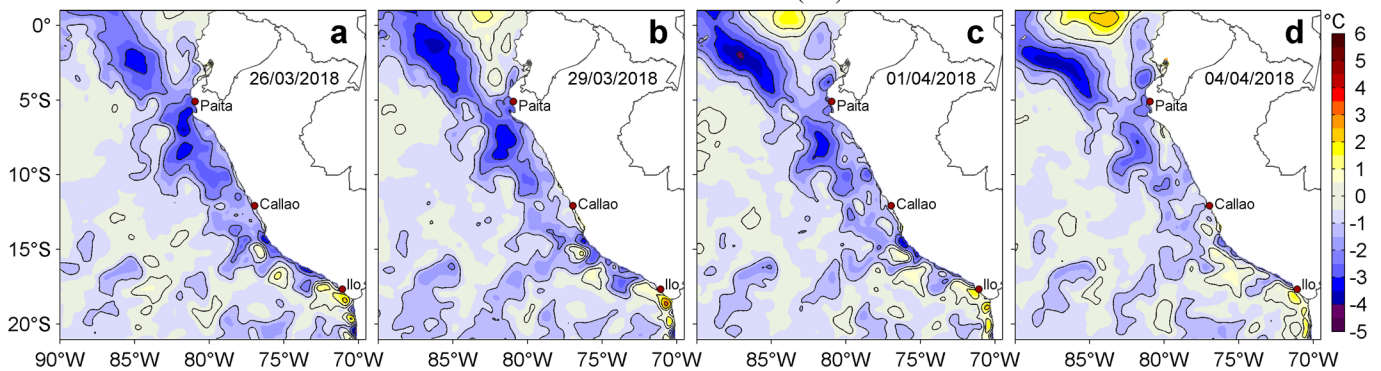 a b c d
°C
26/03/2018 29/03/2018 01/04/2018 04/04/2018
Paita Paita Paita Paita
Callao Callao Callao Callao
Ilo Ilo Ilo Ilo
0°
5°S
10°S
15°S
20°S
90°W 85°W 80°W 75°W 70°W 85°W 80°W 75°W 70°W 85°W 80°W 75°W 70°W 85°W 80°W 75°W 70°W
6
5
4
3
2
1
0
-1
-2
-3
-4
-5